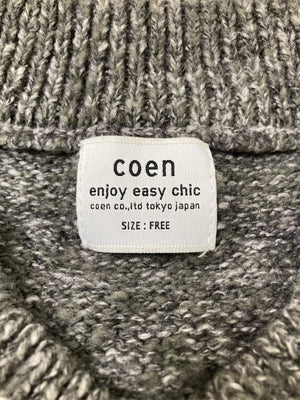 coen
enjoy easy chic
coen co.,ltd tokyo japan
SIZE : FREE